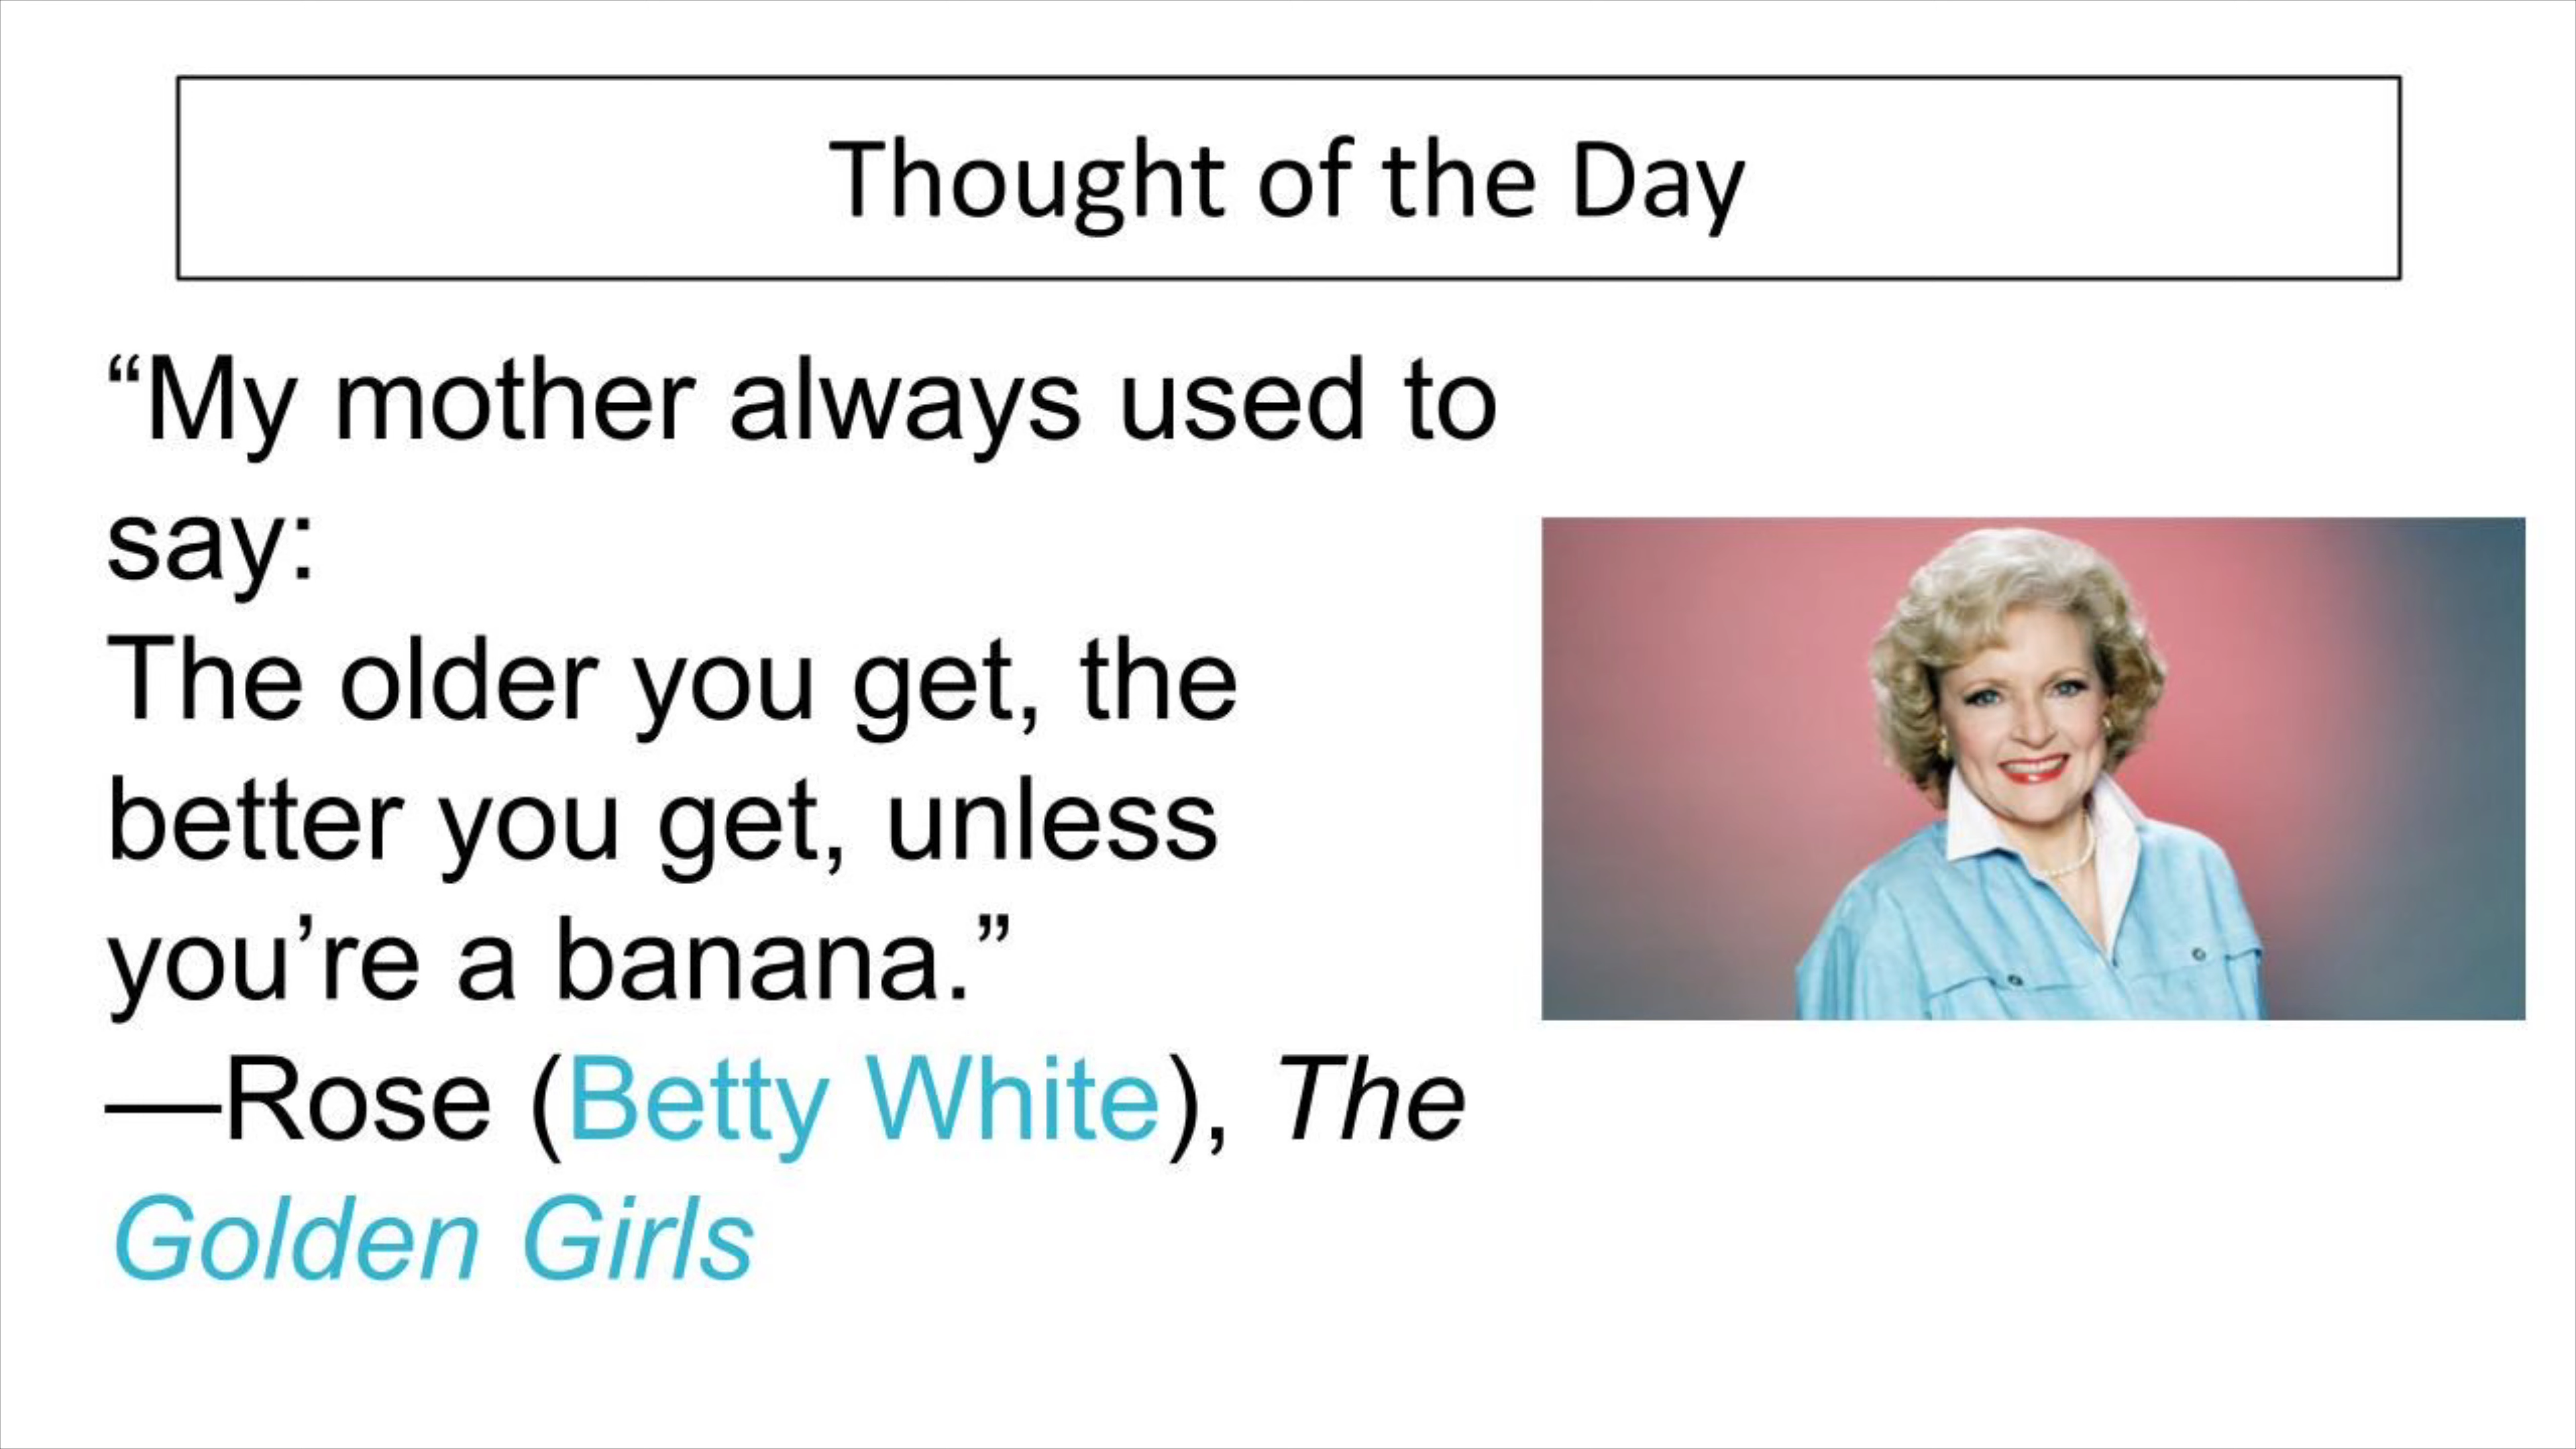 Thought of the Day
“My mother always used to
say:
The older you get, the
better you get, unless
you’re a banana.”
—Rose (Betty White), The
Golden Girls